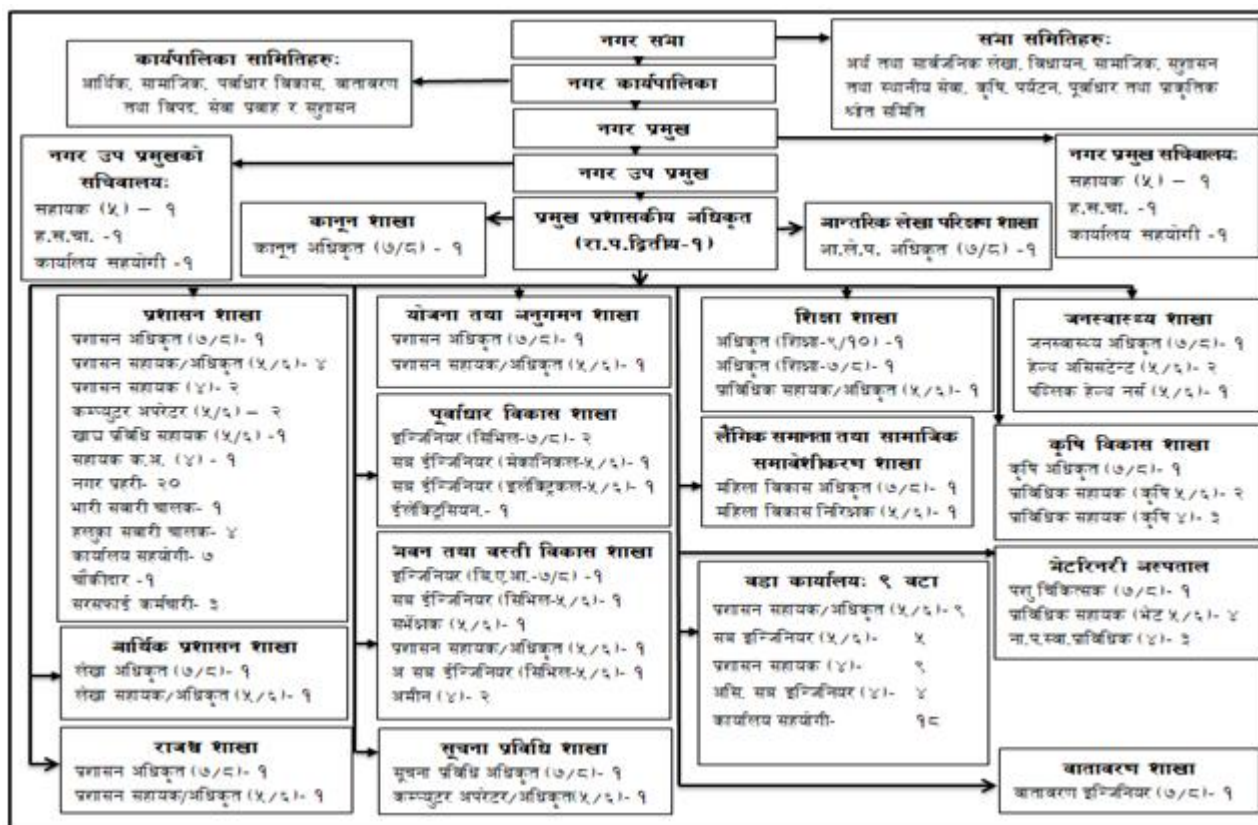 नगर सभा
कार्यपालिका समितिहरुः
आर्थिक, सामाजिक, पर्वाधार विकास, वातावरण
तथा विपद, सेवा प्रवाह र सुशासन
सभा समितिहरुः
अर्थ तथा सार्वजनिक लेखा, विधायन, सामाजिक, सुशासन
तथा स्थानीय सेवा, कृषि, पर्यटन, पूर्वाधार तथा प्राकृतिक
श्रोत समिति
नगर कार्यपालिका
नगर प्रमुख
नगर उप प्रमुख
नगर उप प्रमुखको
सचिवालयः
सहायक (५) – १
ह.स.चा. -१
कार्यालय सहयोगी -१
नगर प्रमुख सचिवालयः
सहायक (५) – १
ह.स.चा. -१
कार्यालय सहयोगी -१
कानून शाखा
कानून अधिकृत (७/८) - १
प्रमुख प्रशासकीय अधिकृत
(रा.प.द्वितीय-१)
आन्तरिक लेखा परिक्षण शाखा
आ.ले.प. अधिकृत (७/८) -१
प्रशासन शाखा
प्रशासन अधिकृत (७/८)- १
प्रशासन सहायक/अधिकृत (५/६)- ४
प्रशासन सहायक (४)- २
कम्प्युटर अपरेटर (५/६) – २
खाद्य प्रविधि सहायक (५/६) -१
सहायक क.अ. (४) - १
नगर प्रहरी- २०
भारी सवारी चालक- १
हलुका सवारी चालक- ४
कार्यालय सहयोगी- ७
चौकीदार -१
सरसफाई कर्मचारी- ३
आर्थिक प्रशासन शाखा
लेखा अधिकृत (७/८)- १
लेखा सहायक/अधिकृत (५/६)- १
राजश्व शाखा
प्रशासन अधिकृत (७/८)- १
प्रशासन सहायक/अधिकृत (५/६)- १
योजना तथा अनुगमन शाखा
प्रशासन अधिकृत (७/८)- १
प्रशासन सहायक/अधिकृत (५/६)- १
पूर्वाधार विकास शाखा
इन्जिनियर (सिभिल-७/८)- २
सब ईन्जिनियर (मेकानिकल-५/६)- १
सब ईन्जिनियर (इलेक्ट्रिकल-५/६)- १
ईलेक्ट्रिसियन.- १
भवन तथा वस्ती विकास शाखा
इन्जिनियर (बि.ए.आ.-७/८) -१
सब ईन्जिनियर (सिभिल-५/६)- १
सर्भेक्षक (५/६)- १
प्रशासन सहायक/अधिकृत (५/६)- १
अ सब ईन्जिनियर (सिभिल-५/६)- १
अमीन (४)- २
सूचना प्रविधि शाखा
सूचना प्रविधि अधिकृत (७/८)- १
कम्प्युटर अपरेटर/अधिकृत(५/६)- १
शिक्षा शाखा
अधिकृत (शिक्षा-९/१०) -१
अधिकृत (शिक्षा-७/८)- १
प्राविधिक सहायक/अधिकृत (५/६)- १
लैंगिक समानता तथा सामाजिक
समावेशीकरण शाखा
महिला विकास अधिकृत (७/८)- १
महिला विकास निरिक्षक (५/६)- १
वडा कार्यालयः ९ वटा
प्रशासन सहायक/अधिकृत (५/६)- ९
सब इन्जिनियर (५/६)- ५
प्रशासन सहायक (४)- ९
असि. सब इन्जिनियर (४)- ४
कार्यालय सहयोगी- १८
जनस्वास्थ्य शाखा
जनस्वास्थ्य अधिकृत (७/८)- १
हेल्थ असिसटेन्ट (५/६)- २
पब्लिक हेल्थ नर्स (५/६)- १
कृषि विकास शाखा
कृषि अधिकृत (७/८)- १
प्राविधिक सहायक (कृषि ५/६)- २
प्राविधिक सहायक (कृषि ४)- ३
भेटरिनरी अस्पताल
पशु चिकित्सक (७/८)- १
प्राविधिक सहायक (भेट ५/६)- ४
ना.प.स्वा.प्राविधिक (४)- ३
वातावरण शाखा
वातावरण इन्जिनियर (७/८)- १